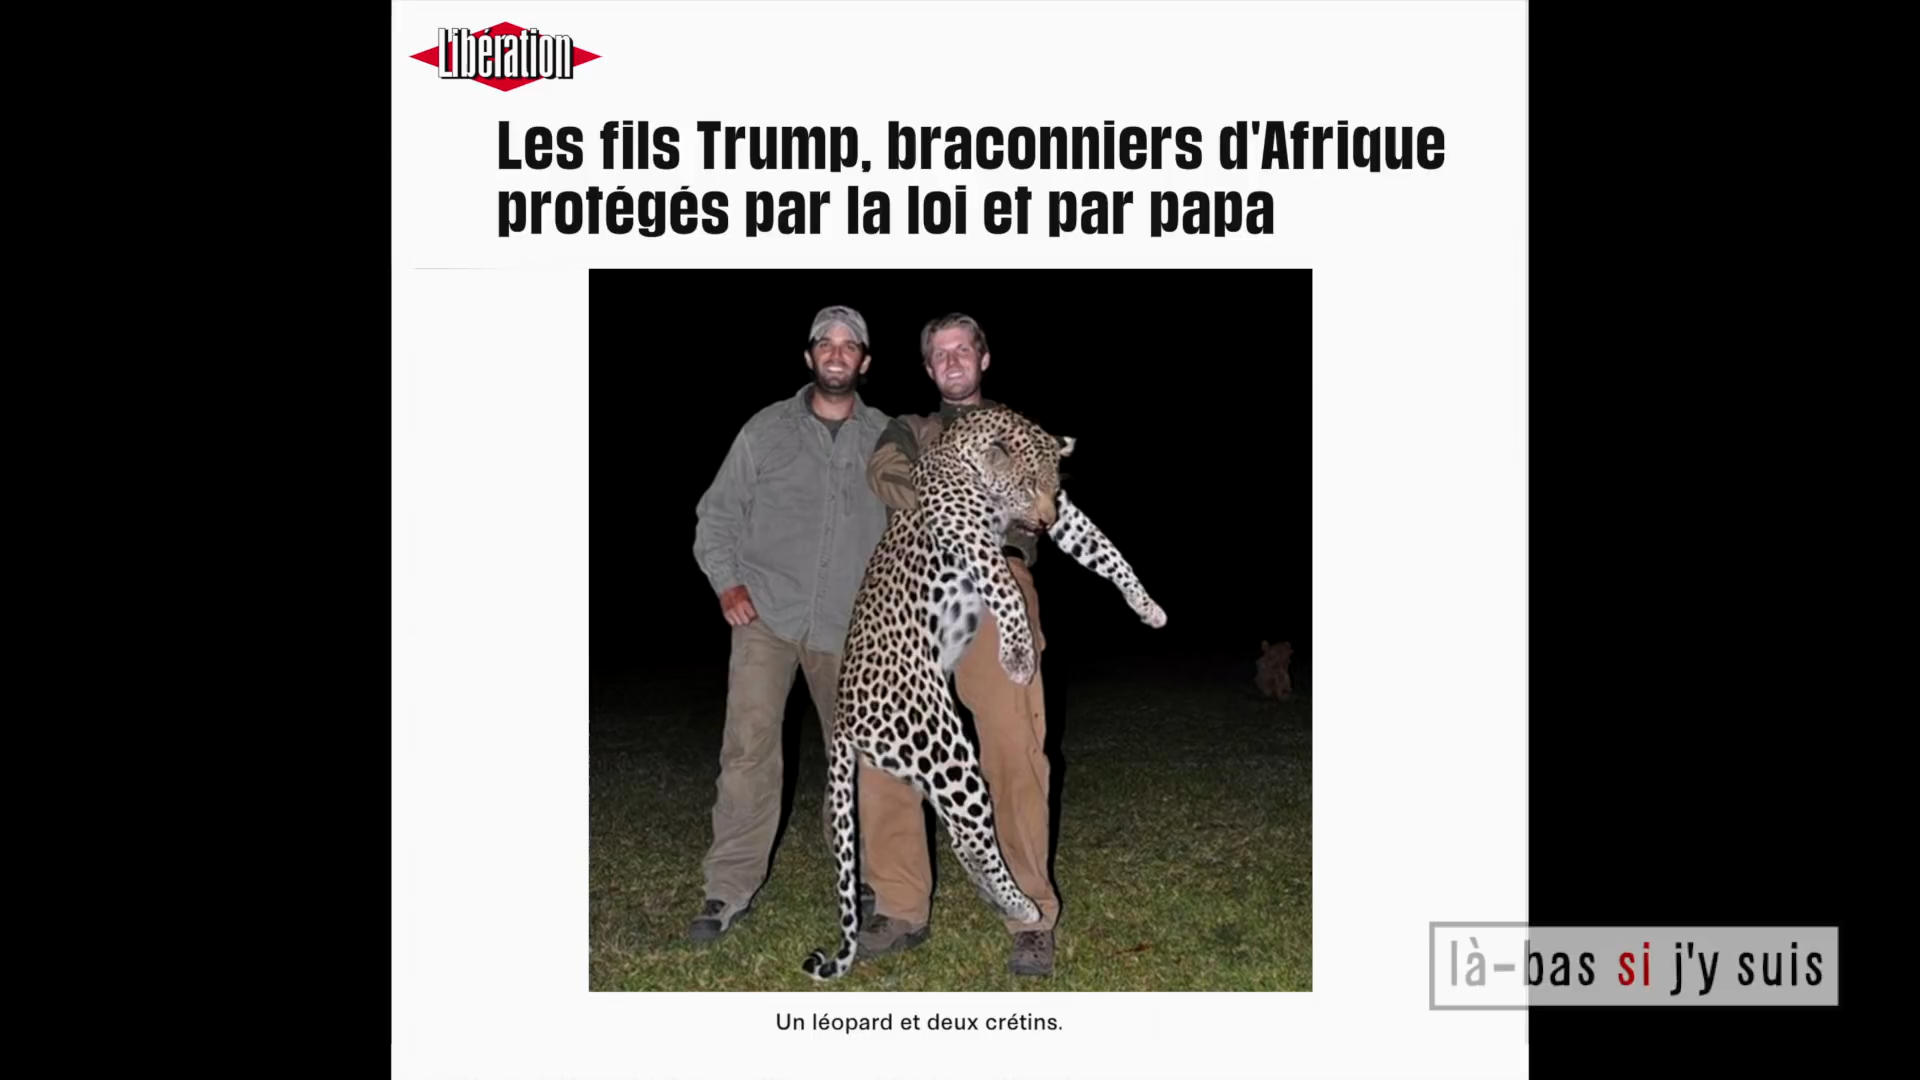 Libération
Les fils Trump, braconniers d'Afrique
protégés par la loi et par papa
Un léopard et deux crétins.
là-bas si j'y suis